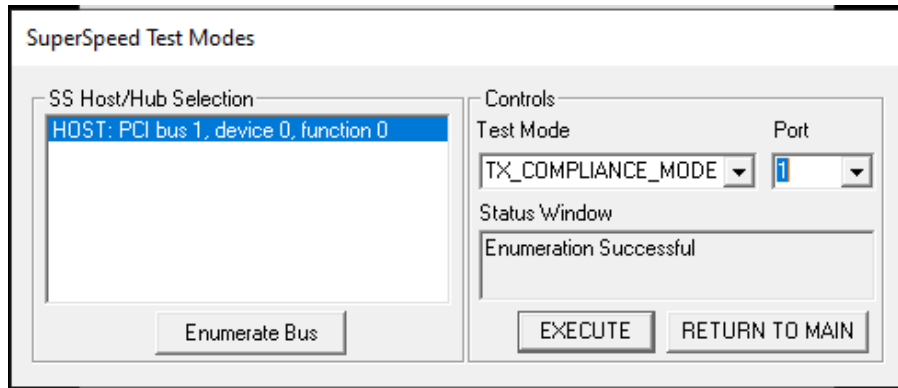 SuperSpeed Test Modes
SS Host/Hub Selection
HOST: PCI bus 1, device 0, function 0
Enumerate Bus
Controls
Test Mode
Port
TX_COMPLIANCE_MODE
1
Status Window
Enumeration Successful
EXECUTE
RETURN TO MAIN